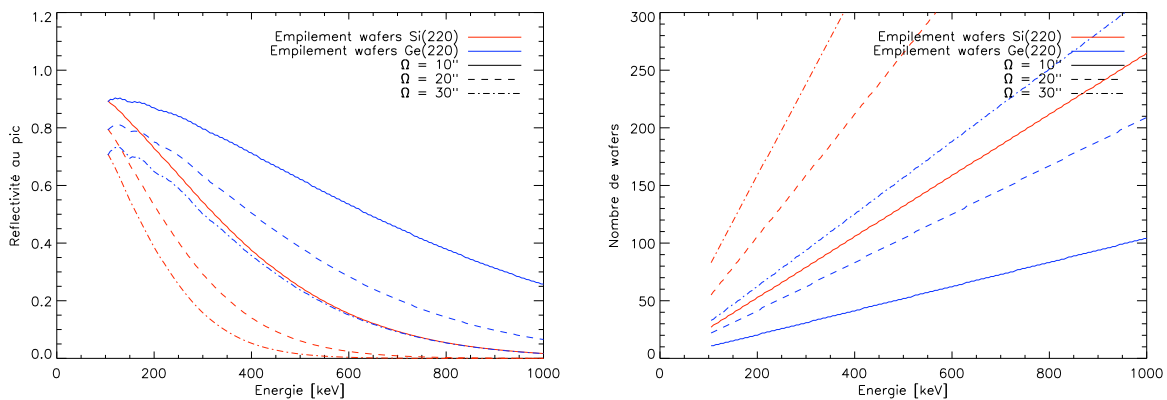 1.2
1.0
0.8
0.6
0.4
0.2
0.0
Reflectivité au pic
Empilement wafers Si(220)
Empilement wafers Ge(220)
Ω = 10"
Ω = 20"
Ω = 30"
0 200 400 600 800 1000
Energie [keV]
300
250
200
150
100
50
0
Nombre de wafers
Empilement wafers Si(220)
Empilement wafers Ge(220)
Ω = 10"
Ω = 20"
Ω = 30"
0 200 400 600 800 1000
Energie [keV]